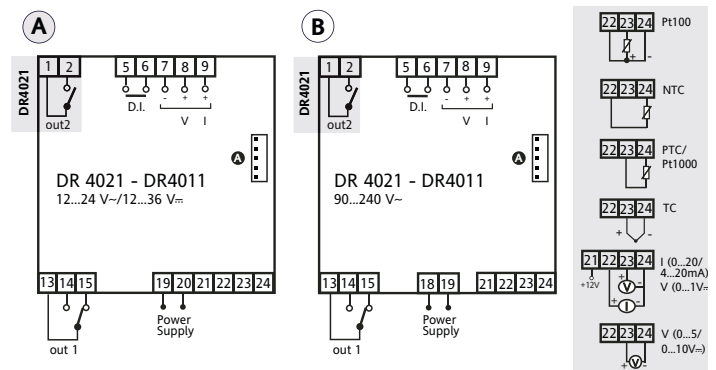 A
1 2 5 6 7 8 9
DR4021
out2
D.I.
- + +
V I
A
DR 4021 - DR4011
12...24 V~/12...36 V⎓
13 14 15 19 20 21 22 23 24
Power
Supply
out 1
B
1 2 5 6 7 8 9
DR4021
out2
D.I.
- + +
V I
A
DR 4021 - DR4011
90...240 V~
13 14 15 18 19 21 22 23 24
Power
Supply
out 1
22 23 24 Pt100
+ -
22 23 24 NTC
22 23 24 PTC/
Pt1000
22 23 24 TC
+ -
21 22 23 24 I (0...20/
4...20mA)
V (0...1V⎓
+12V
+ V -
+ I -
22 23 24 V (0...5/
0...10V⎓)
+ V -